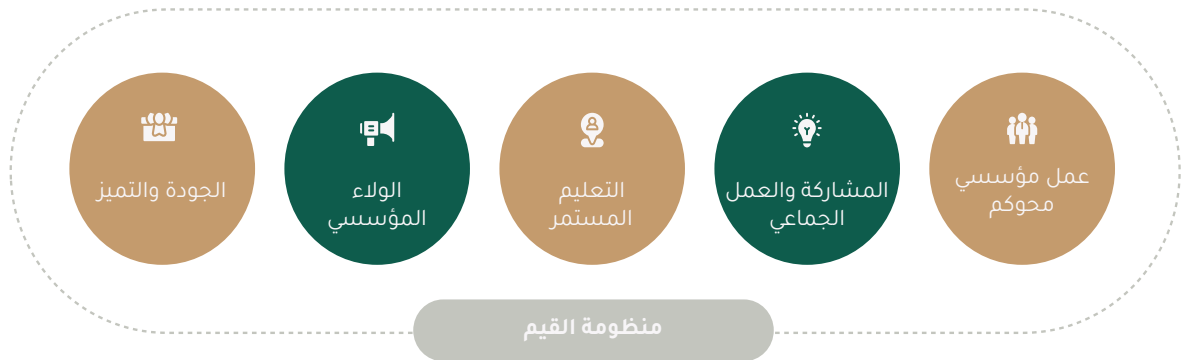 عمل مؤسسي
محوكم
المشاركة والعمل
الجماعي
التعليم
المستمر
الولاء
المؤسسي
الجودة والتميز
منظومة القيم